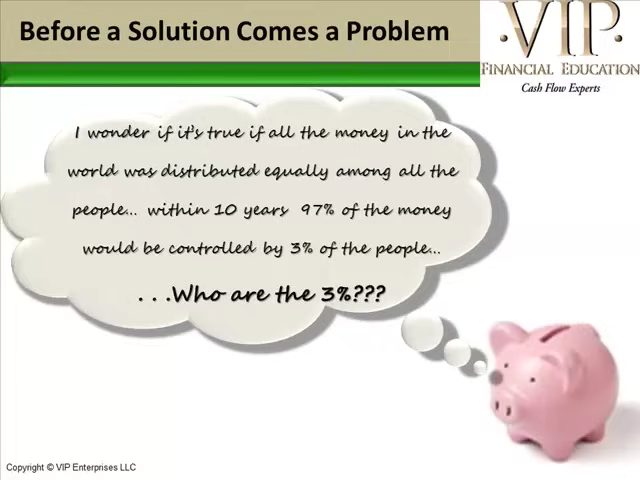 Before a Solution Comes a Problem
·VIP·
FINANCIAL EDUCATION
Cash Flow Experts
I wonder if it's true if all the money in the
world was distributed equally among all the
people... within 10 years 97% of the money
would be controlled by 3% of the people...
. . .Who are the 3%???
Copyright © VIP Enterprises LLC